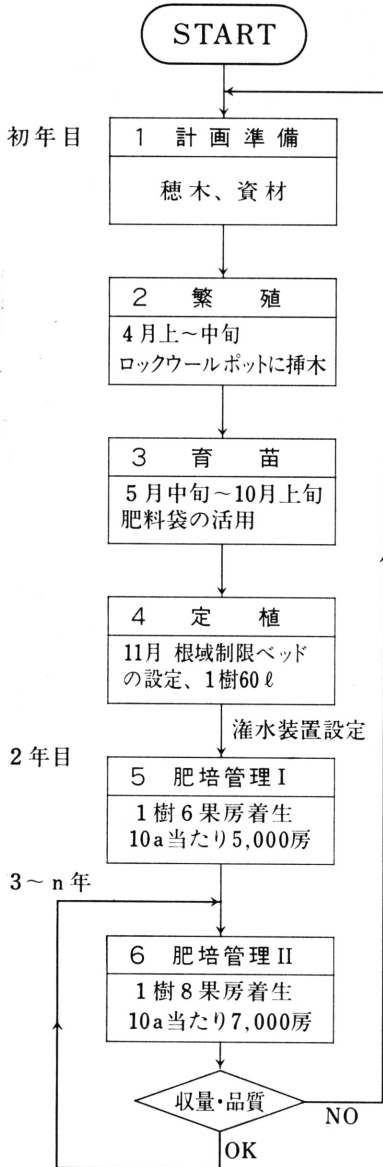 START
初年目
1 計画準備
穂木、資材
2 繁殖
4月上～中旬
ロックウールポットに挿木
3 育苗
5月中旬～10月上旬
肥料袋の活用
4 定植
11月 根域制限ベッド
の設定、1樹60ℓ
潅水装置設定
2年目
5 肥培管理Ⅰ
1樹6果房着生
10a当たり5,000房
3～n年
6 肥培管理Ⅱ
1樹8果房着生
10a当たり7,000房
収量・品質
NO
OK